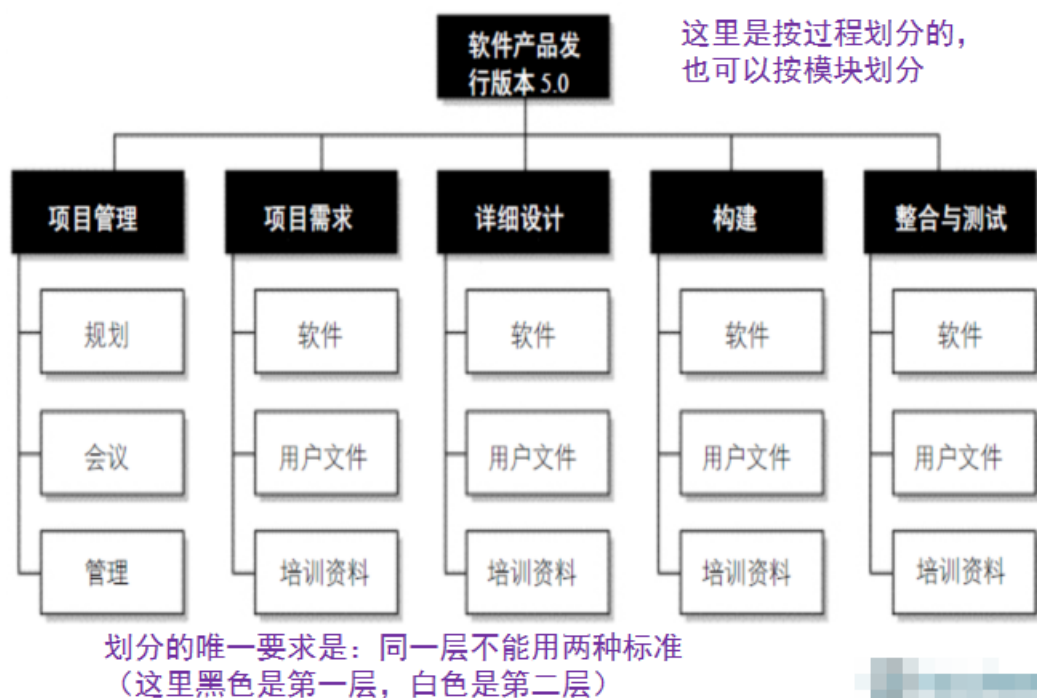 软件产品发
行版本 5.0
这里是按过程划分的，
也可以按模块划分
项目管理
项目需求
详细设计
构建
整合与测试
规划
软件
软件
软件
软件
会议
用户文件
用户文件
用户文件
用户文件
管理
培训资料
培训资料
培训资料
培训资料
划分的唯一要求是：同一层不能用两种标准
（这里黑色是第一层，白色是第二层）